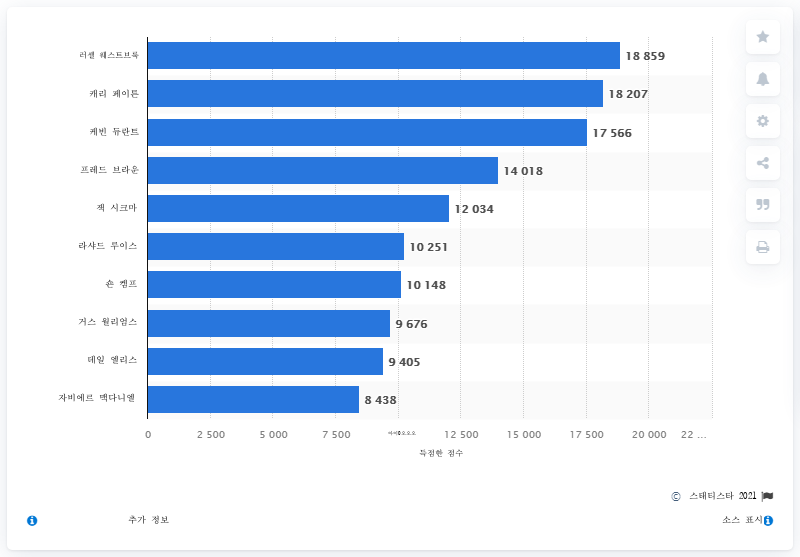 러셀 웨스트브룩 18 859
캐리 페이튼 18 207
케빈 듀란트 17 566
프레드 브라운 14 018
잭 시크마 12 034
라샤드 루이스 10 251
숀 켐프 10 148
거스 윌리엄스 9 676
데일 엘리스 9 405
자비에르 맥다니엘 8 438
0 2 500 5 000 7 500 12 500 15 000 17 500 20 000 22 ...
득점한 점수
© 스태티스타 2021
추가 정보 소스 표시